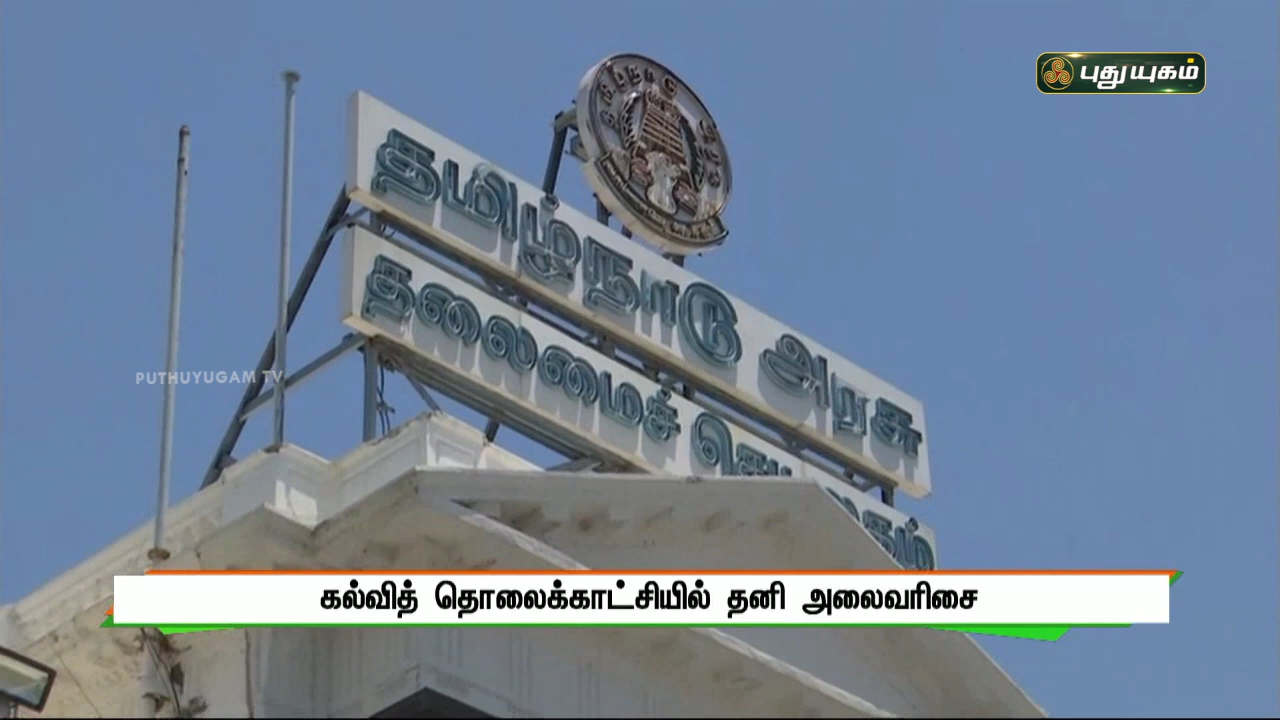 புதுயுகம்
தமிழ்நாடு அரசு
தலைமைச்
PUTHUYUGAM TV
கல்வித் தொலைக்காட்சியில் தனி அலைவரிசை